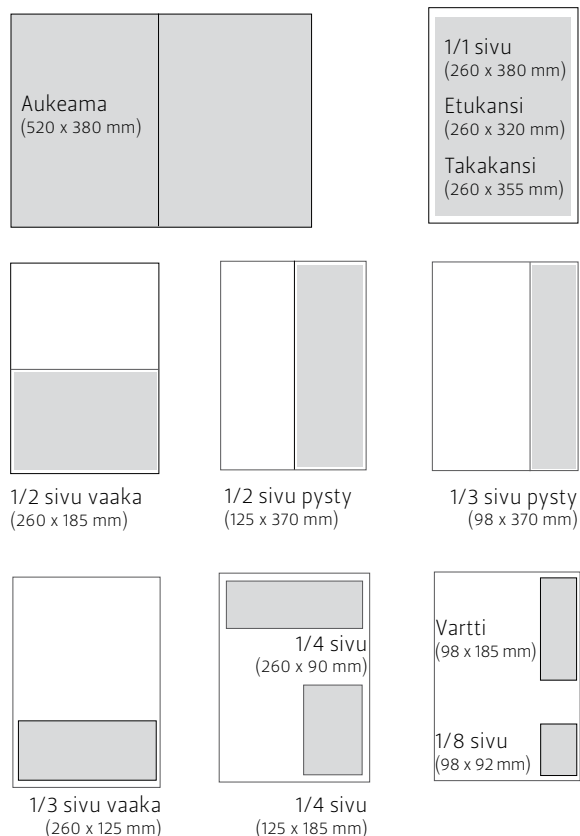 Aukeama
(520 x 380 mm)
1/1 sivu
(260 x 380 mm)
Etukansi
(260 x 320 mm)
Takakansi
(260 x 355 mm)
1/2 sivu vaaka
(260 x 185 mm)
1/2 sivu pysty
(125 x 370 mm)
1/3 sivu pysty
(98 x 370 mm)
1/3 sivu vaaka
(260 x 125 mm)
1/4 sivu
(260 x 90 mm)
1/4 sivu
(125 x 185 mm)
Vartti
(98 x 185 mm)
1/8 sivu
(98 x 92 mm)